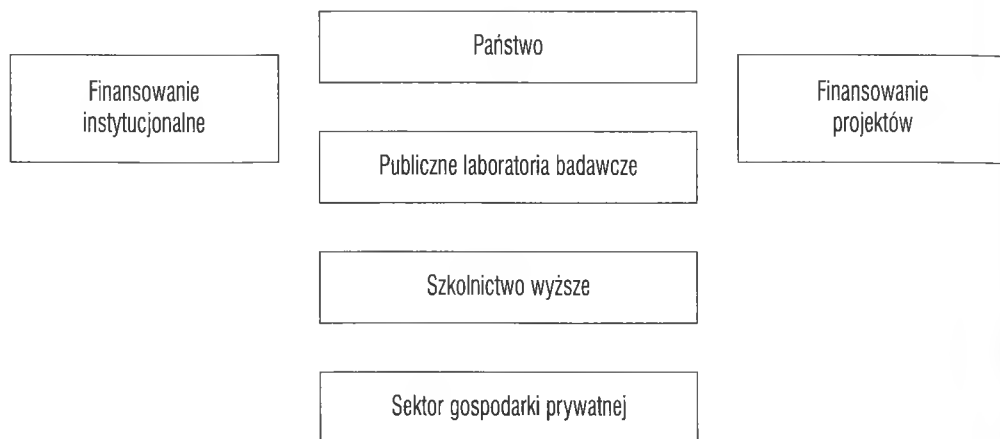 Państwo
Finansowanie
instytucjonalne
Finansowanie
projektów
Publiczne laboratoria badawcze
Szkolnictwo wyższe
Sektor gospodarki prywatnej